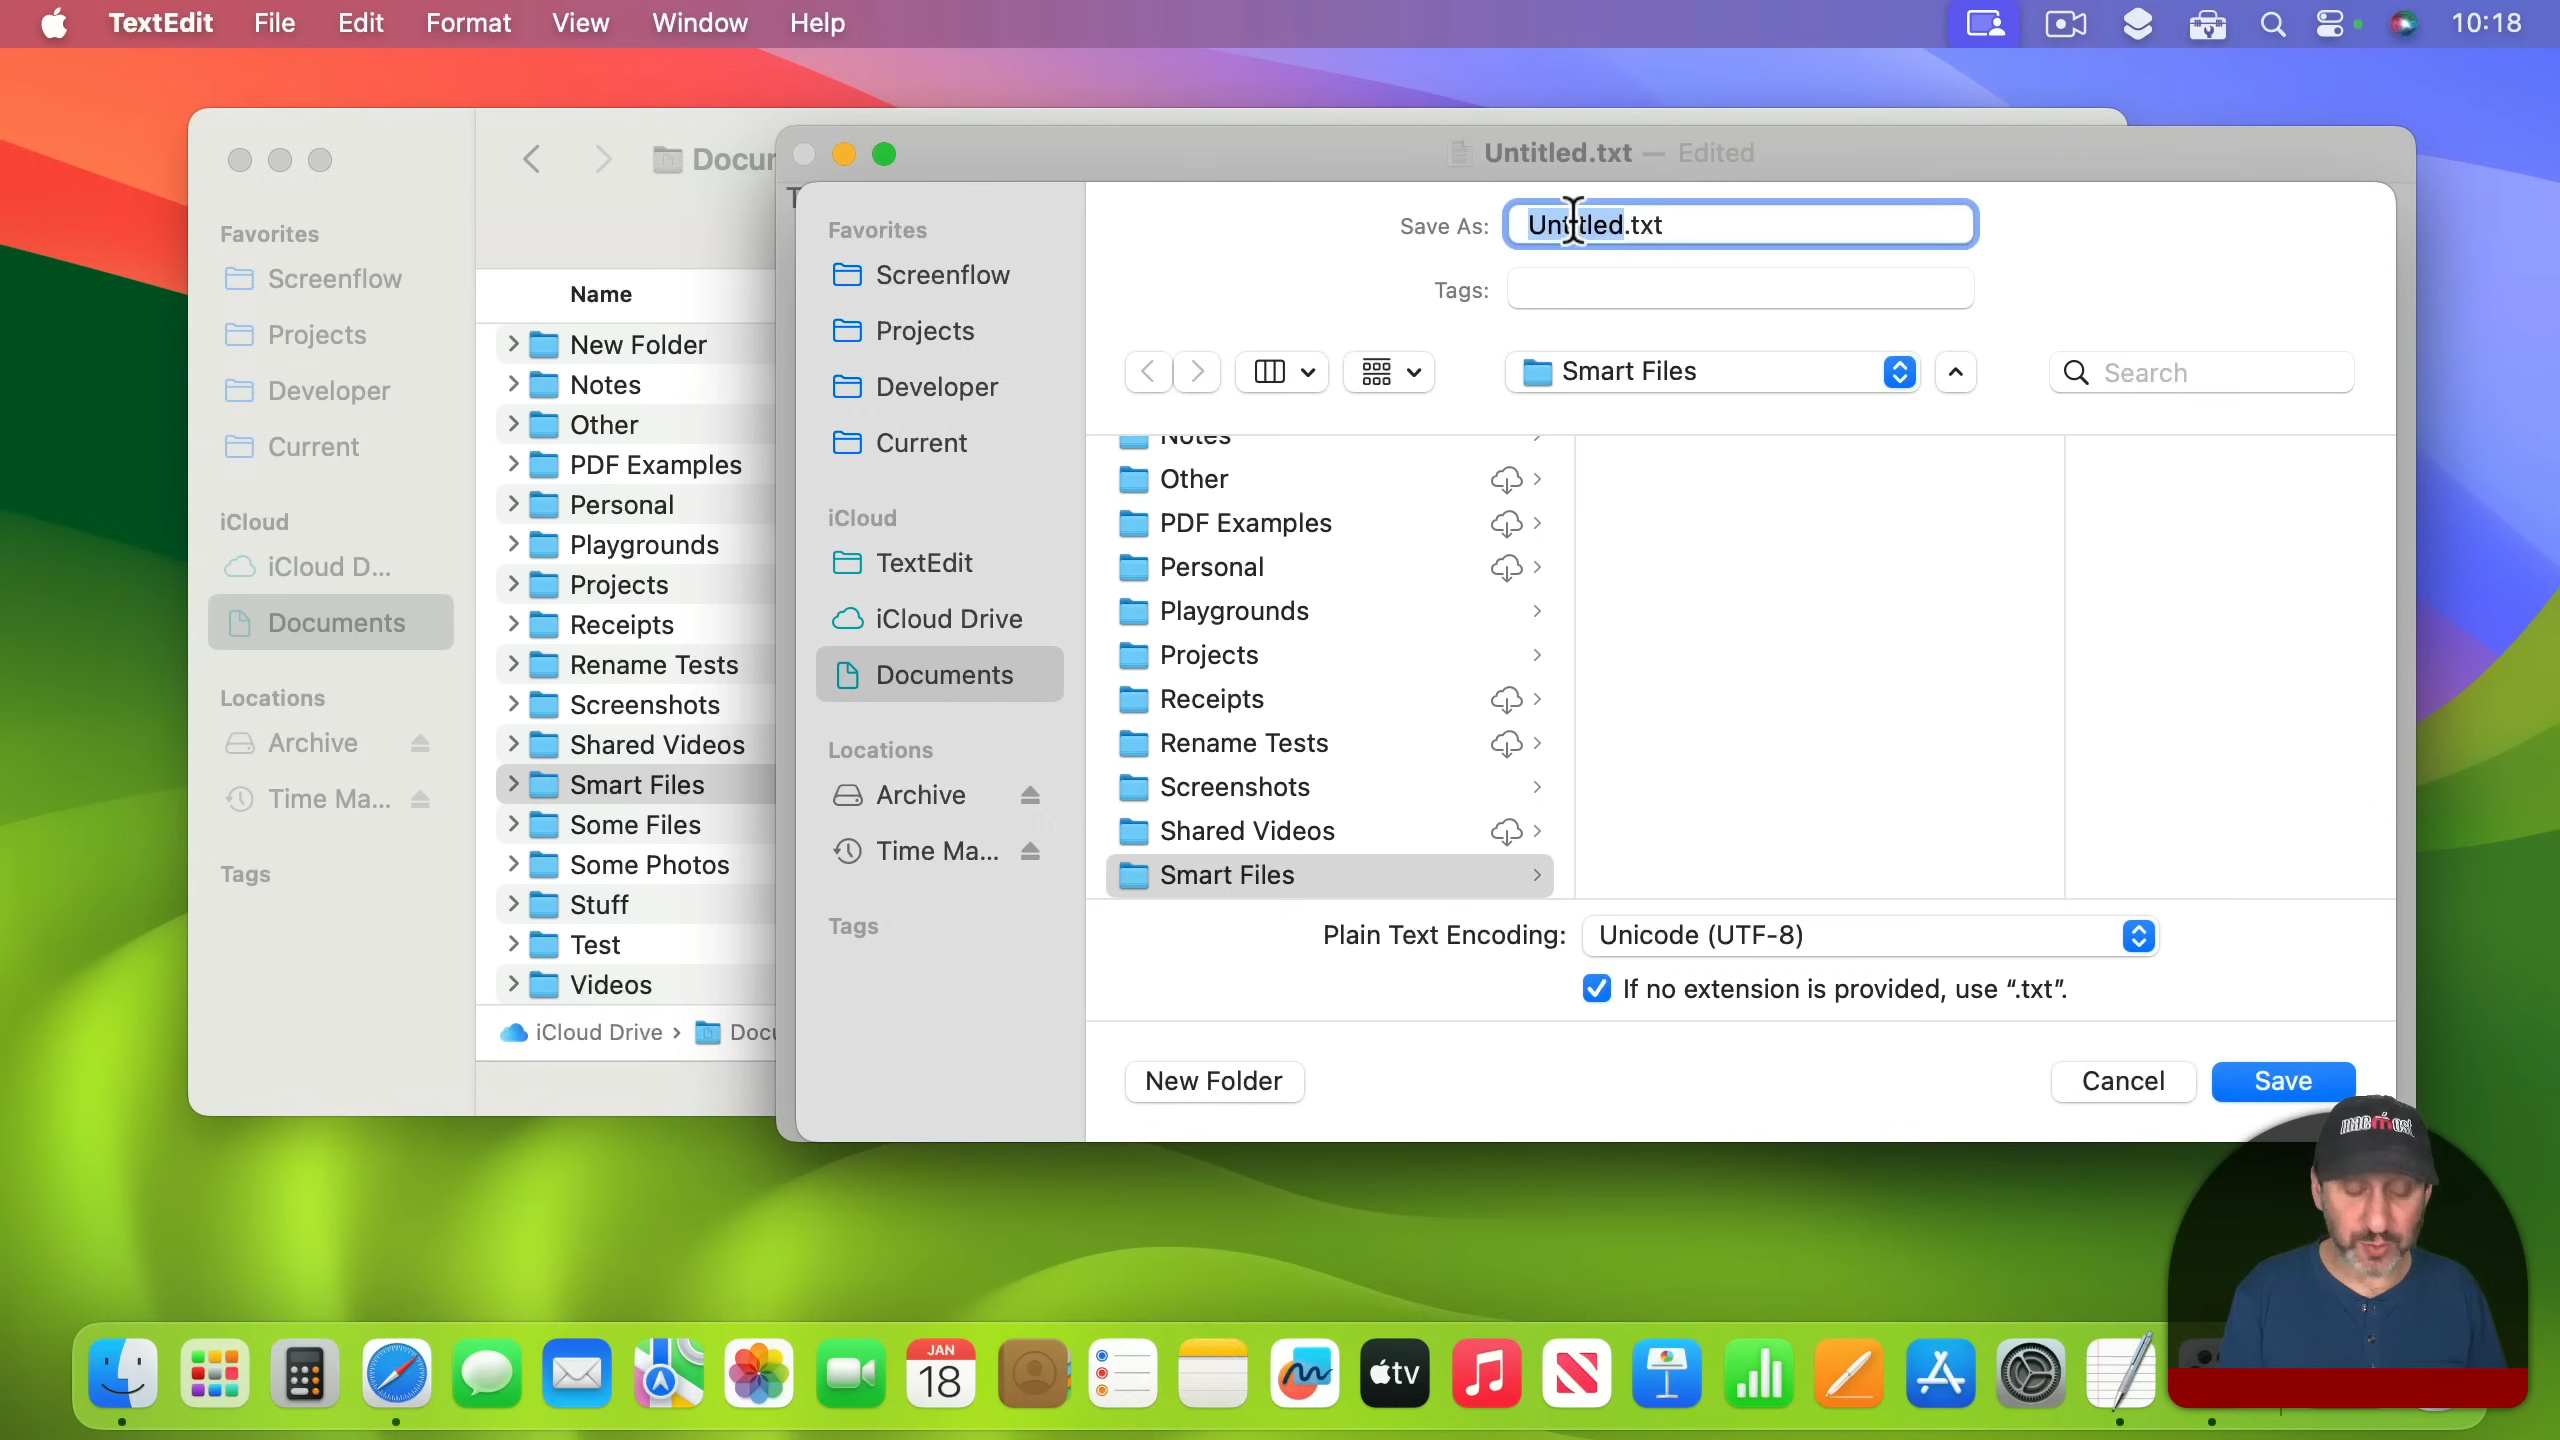 TextEdit File Edit Format View Window Help 10:18
Favorites
Screenflow
Projects
Developer
Current
iCloud
iCloud D...
Documents
Locations
Archive
Time Ma...
Tags
Docum
Name
New Folder
Notes
Other
PDF Examples
Personal
Playgrounds
Projects
Receipts
Rename Tests
Screenshots
Shared Videos
Smart Files
Some Files
Some Photos
Stuff
Test
Videos
iCloud Drive › Docu
Untitled.txt — Edited
T
Favorites
Screenflow
Projects
Developer
Current
iCloud
TextEdit
iCloud Drive
Documents
Locations
Archive
Time Ma...
Tags
Save As: Untitled.txt
Tags:
Smart Files
Search
Notes
Other
PDF Examples
Personal
Playgrounds
Projects
Receipts
Rename Tests
Screenshots
Shared Videos
Smart Files
Plain Text Encoding: Unicode (UTF-8)
If no extension is provided, use “.txt”.
New Folder
Cancel Save
macmost
JAN
18
tv